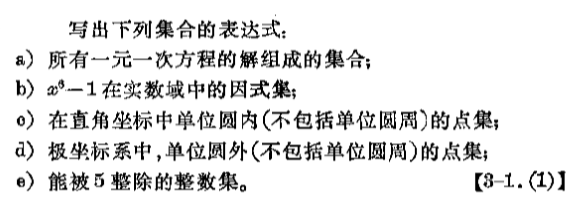 写出下列集合的表达式:
a) 所有一元一次方程的解组成的集合;
b) x⁶−1在实数域中的因式集;
c) 在直角坐标中单位圆内(不包括单位圆周)的点集;
d) 极坐标系中,单位圆外(不包括单位圆周)的点集;
e) 能被5整除的整数集。 【3-1.(1)】